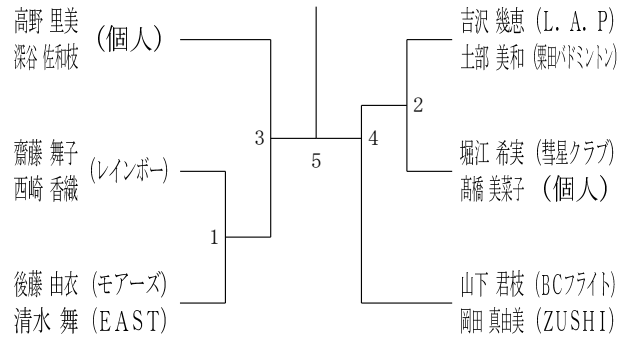 高野 里美
深谷 佐和枝
(個人)
齋藤 舞子
西崎 香織
(レインボー)
後藤 由衣 (モアーズ)
清水 舞 (EAST)
1
3
5
4
2
吉沢 幾恵 (L.A.P)
土部 美和 (栗田バドミントン)
堀江 希実 (彗星クラブ)
髙橋 美菜子 (個人)
山下 君枝 (BCフライト)
岡田 真由美 (ZUSHI)